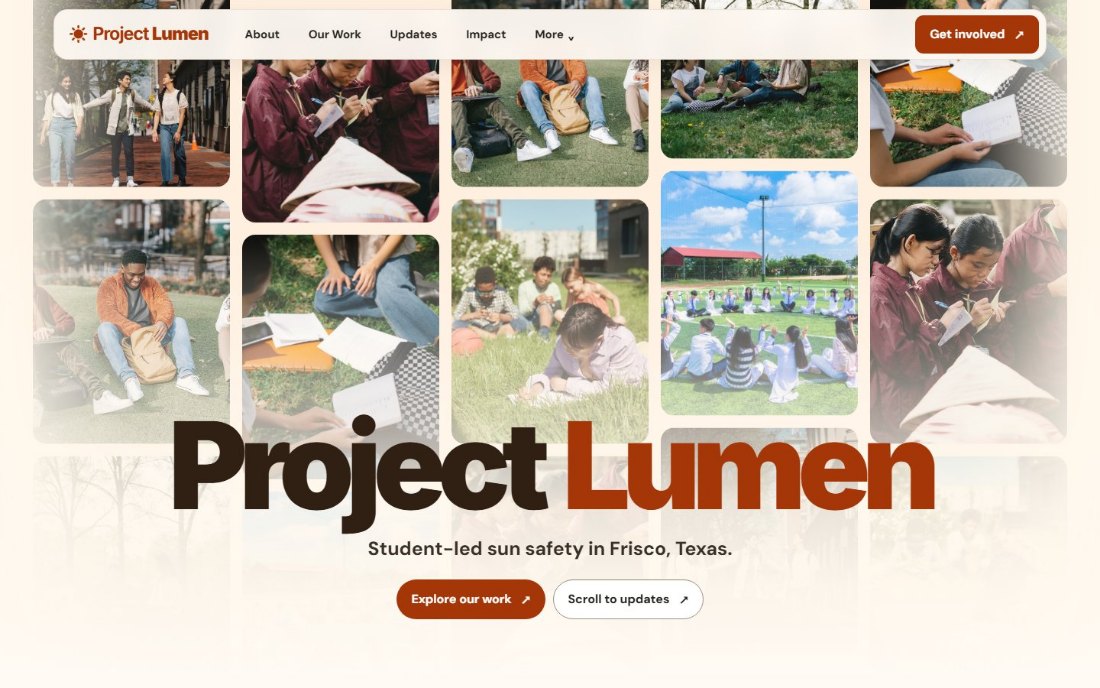 Project Lumen
About
Our Work
Updates
Impact
More
Get involved ↗
Project Lumen
Student-led sun safety in Frisco, Texas.
Explore our work ↗
Scroll to updates ↗